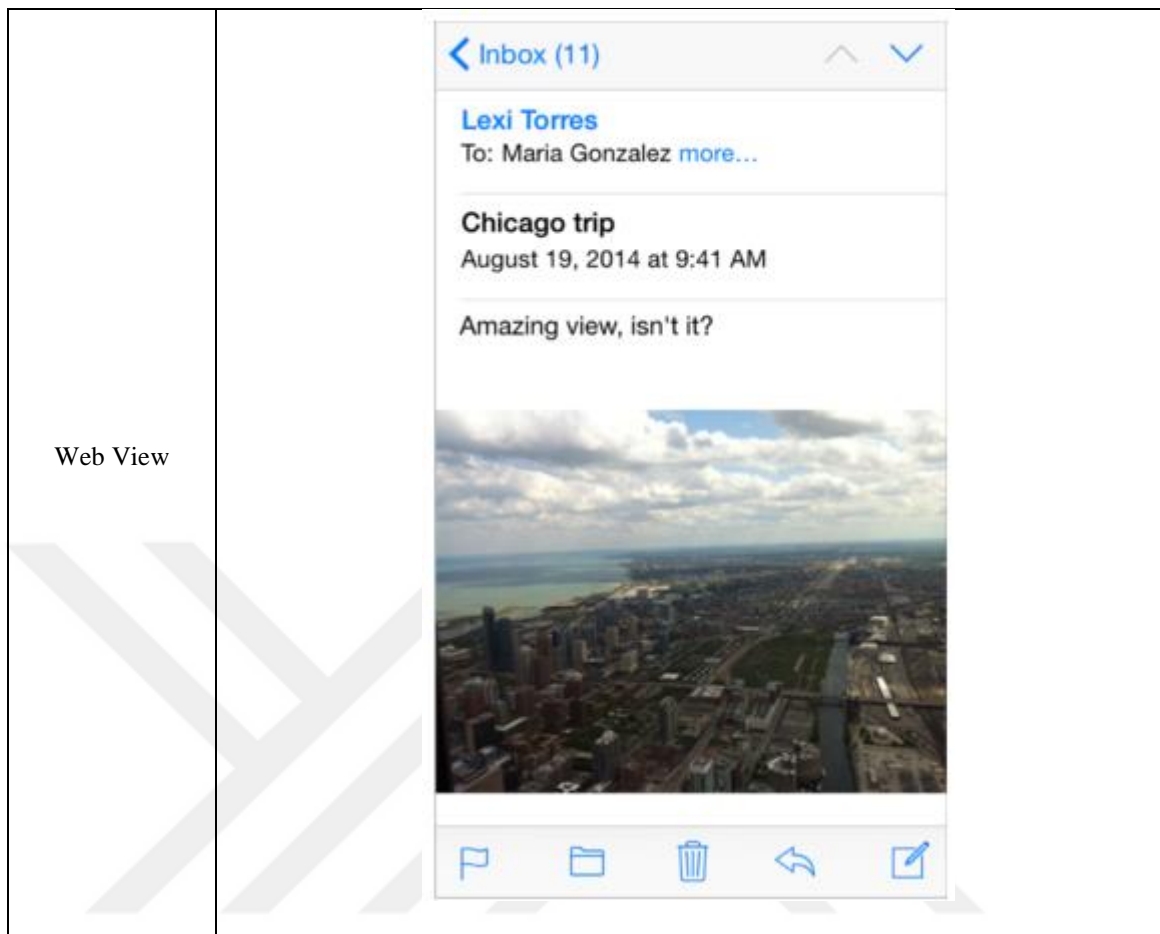 Web View
Inbox (11)
Lexi Torres
To: Maria Gonzalez more...
Chicago trip
August 19, 2014 at 9:41 AM
Amazing view, isn't it?